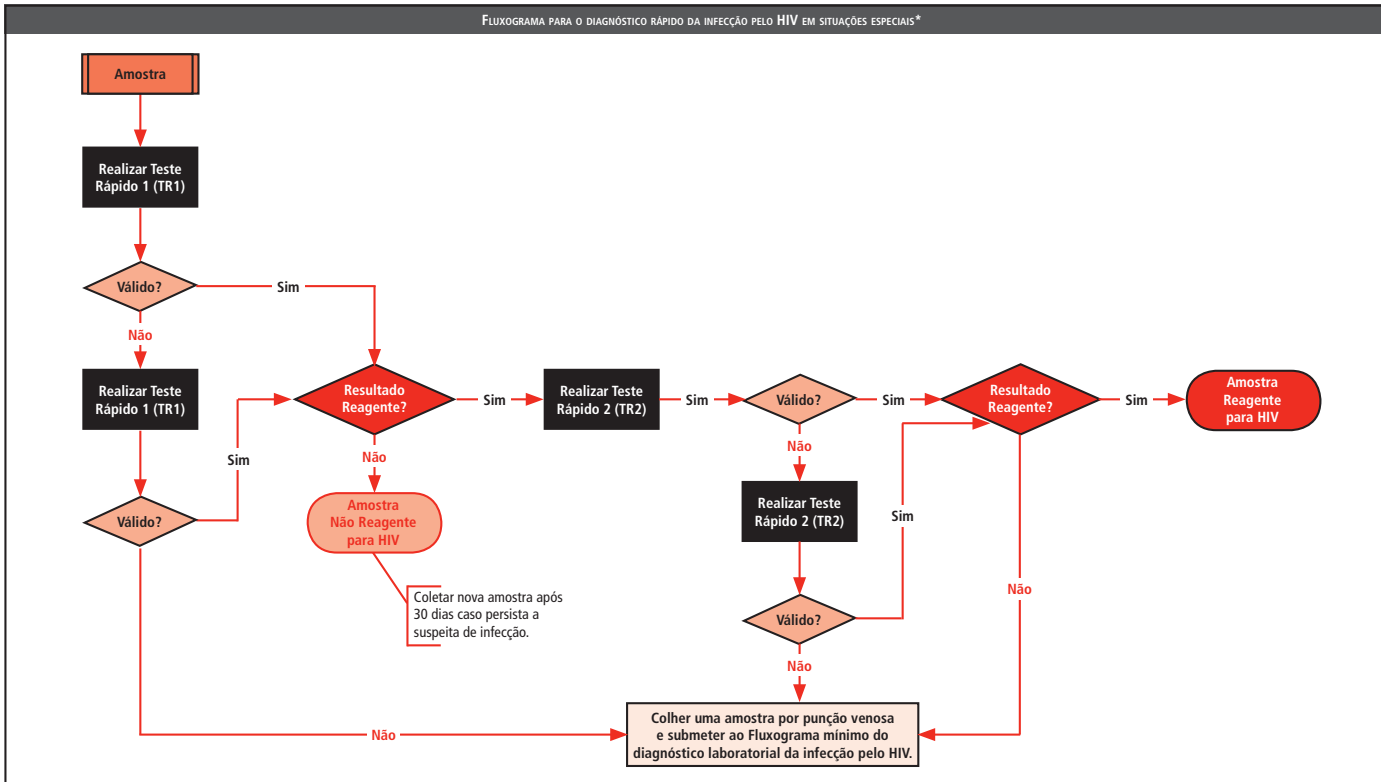 FLUXOGRAMA PARA O DIAGNÓSTICO RÁPIDO DA INFECÇÃO PELO HIV EM SITUAÇÕES ESPECIAIS*
Amostra
Realizar Teste
Rápido 1 (TR1)
Válido?
Sim
Não
Realizar Teste
Rápido 1 (TR1)
Válido?
Sim
Não
Resultado
Reagente?
Sim
Não
Amostra
Não Reagente
para HIV
Coletar nova amostra após
30 dias caso persista a
suspeita de infecção.
Realizar Teste
Rápido 2 (TR2)
Sim
Válido?
Sim
Não
Realizar Teste
Rápido 2 (TR2)
Válido?
Sim
Não
Resultado
Reagente?
Sim
Não
Amostra
Reagente
para HIV
Colher uma amostra por punção venosa
e submeter ao Fluxograma mínimo do
diagnóstico laboratorial da infecção pelo HIV.